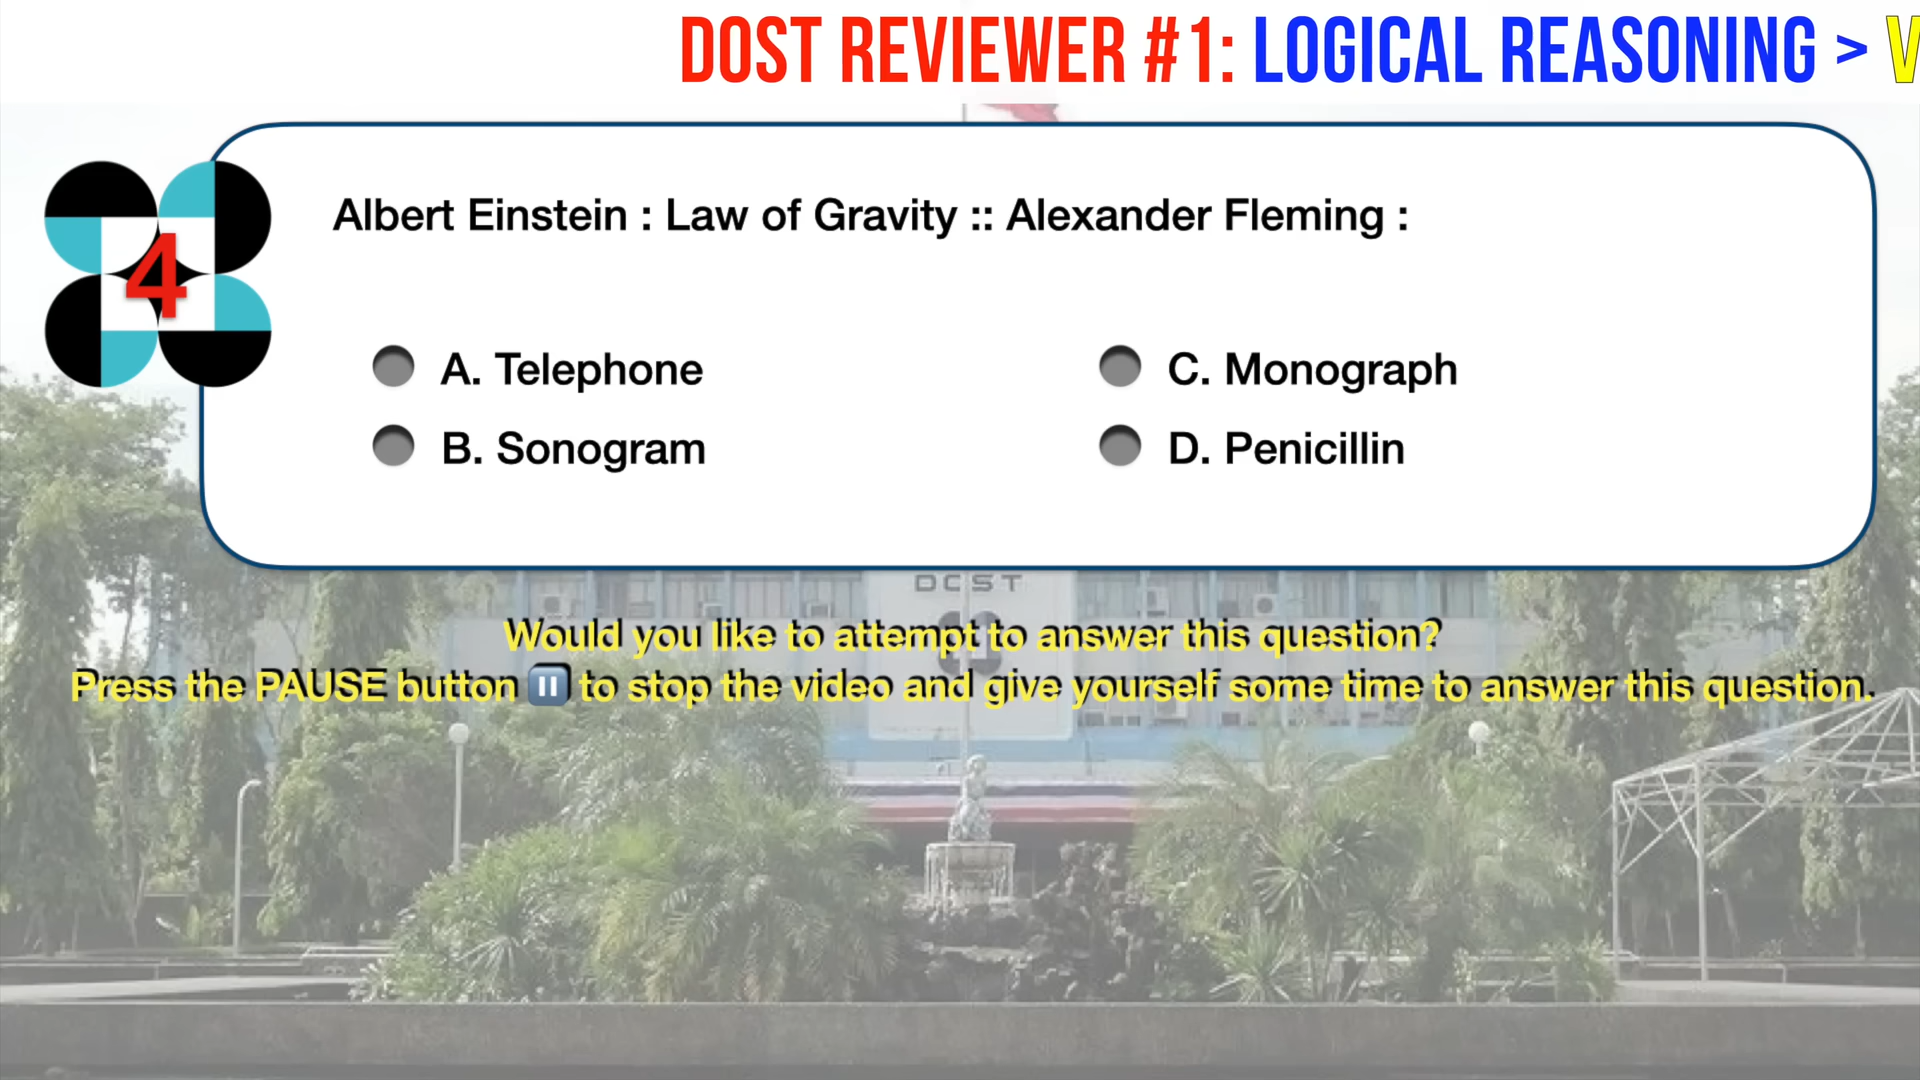 DOST REVIEWER #1: LOGICAL REASONING > V
4
Albert Einstein : Law of Gravity :: Alexander Fleming :
A. Telephone
B. Sonogram
C. Monograph
D. Penicillin
DOST
Would you like to attempt to answer this question?
Press the PAUSE button ⏸ to stop the video and give yourself some time to answer this question.